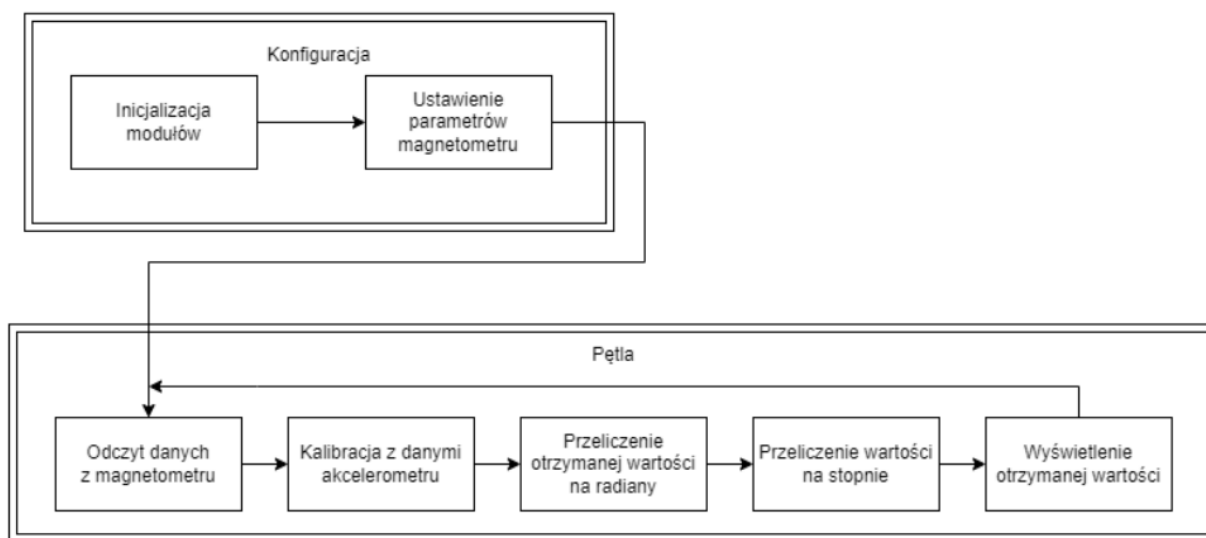 Konfiguracja
Inicjalizacja
modułów
Ustawienie
parametrów
magnetometru
Pętla
Odczyt danych
z magnetometru
Kalibracja z danymi
akcelerometru
Przeliczenie
otrzymanej wartości
na radiany
Przeliczenie wartości
na stopnie
Wyświetlenie
otrzymanej wartości